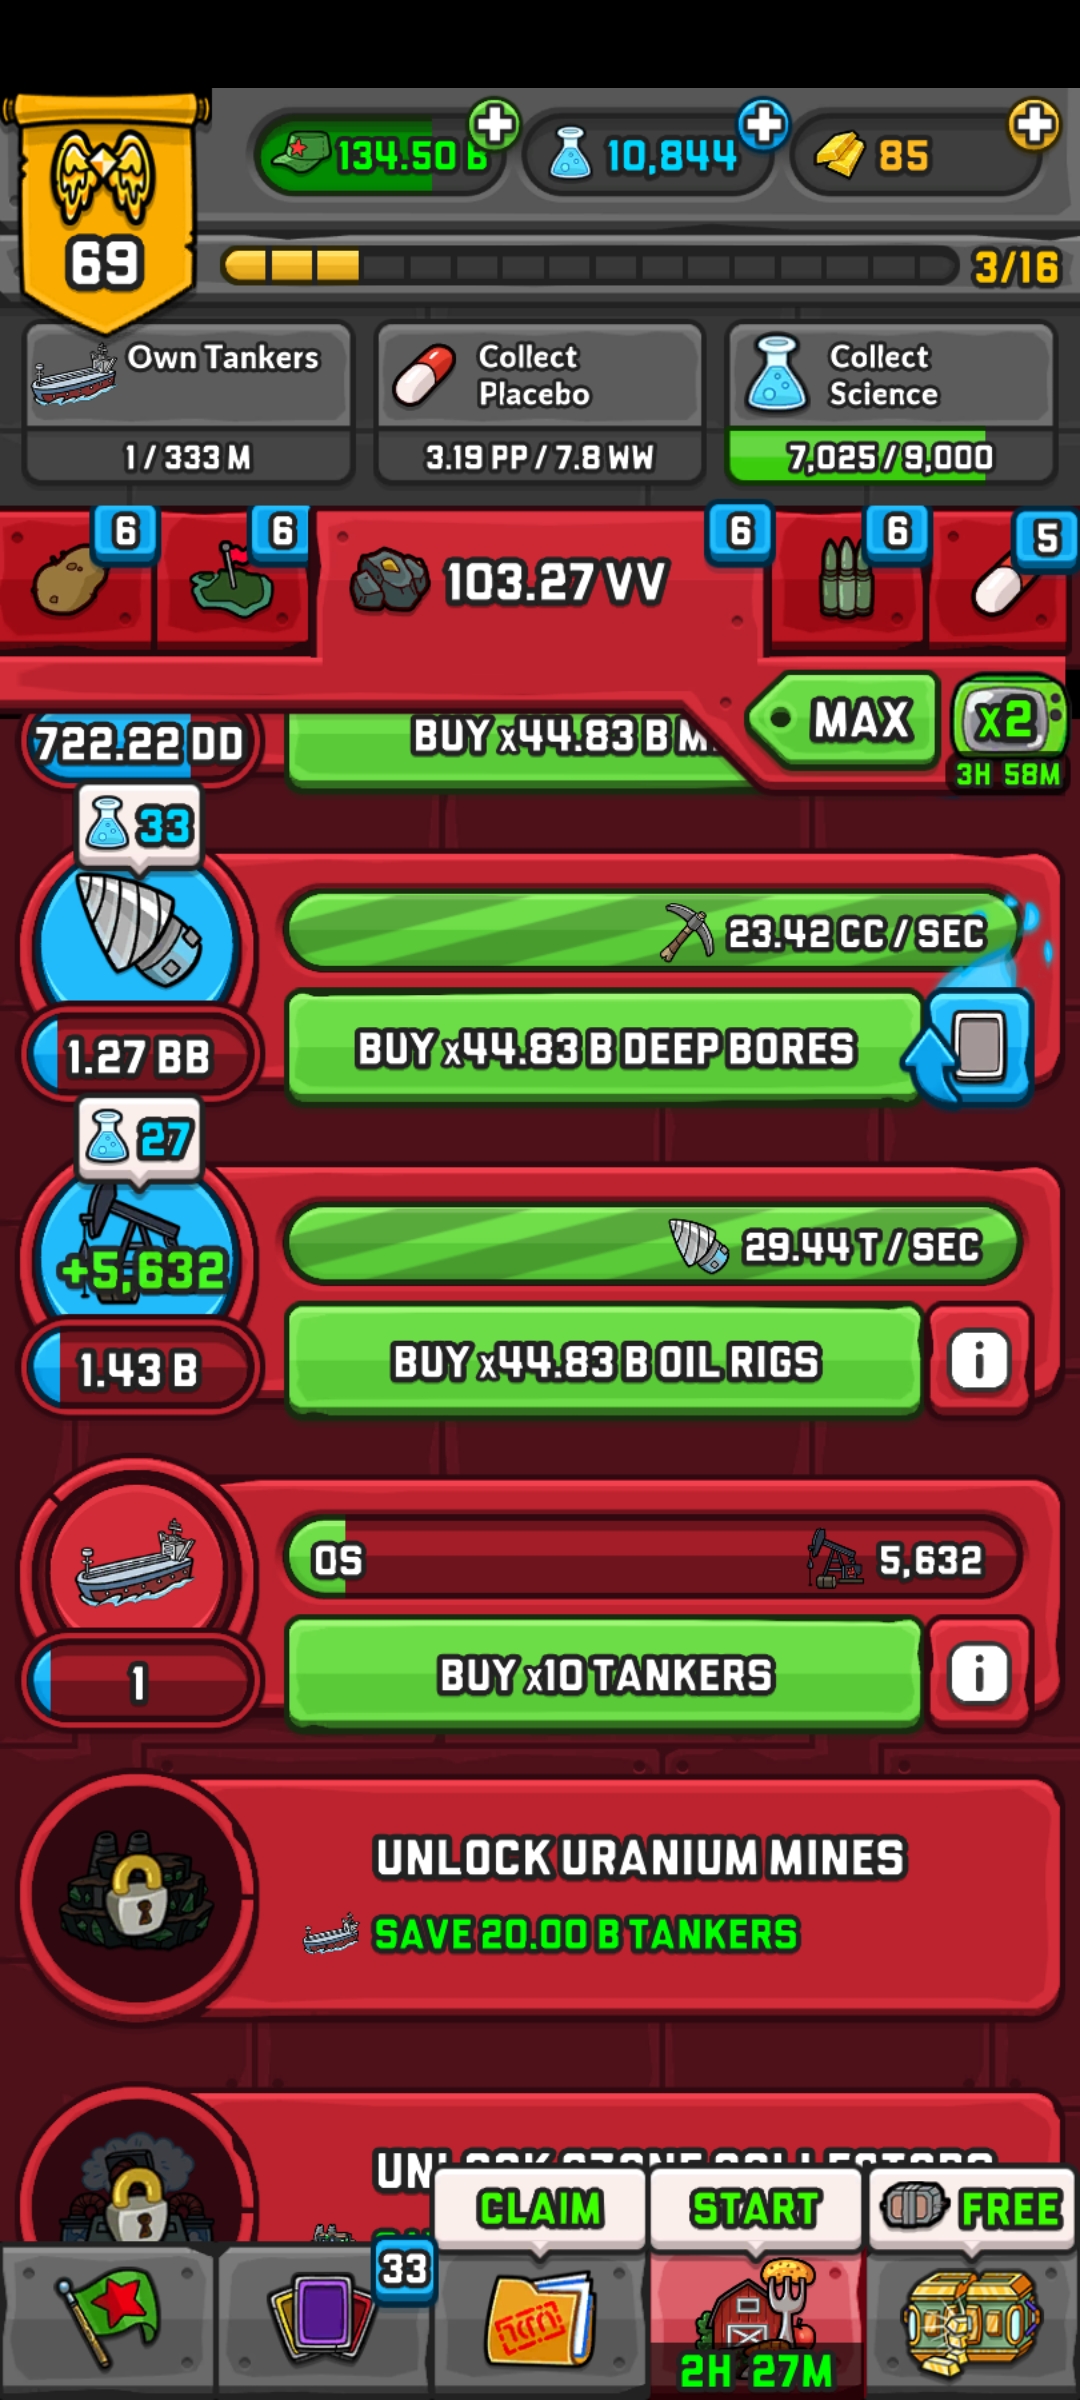 134.50 B
10,844
85
69
3/16
Own Tankers
Collect
Placebo
Collect
Science
1 / 333 M
3.19 PP / 7.8 WW
7,025 / 9,000
6
6
103.27 VV
6
6
5
MAX
x2
3H 58M
722.22 DD
BUY x44.83 B M
33
23.42 CC / SEC
1.27 BB
BUY x44.83 B DEEP BORES
27
+5,632
29.44 T / SEC
1.43 B
BUY x44.83 B OIL RIGS
i
0S
5,632
1
BUY x10 TANKERS
i
UNLOCK URANIUM MINES
SAVE 20.00 B TANKERS
CLAIM
START
FREE
33
2H 27M